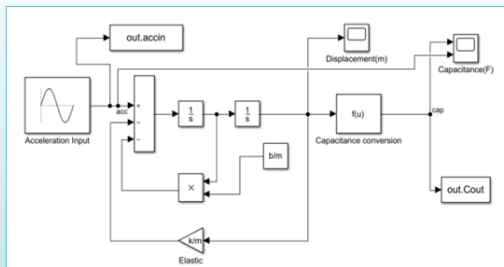 out.accin
Displacement(m)
Capacitance(F)
acc
+
−
−
1
s
1
s
f(u)
cap
Acceleration Input
Capacitance conversion
b/m
×
out.Cout
k/m
Elastic